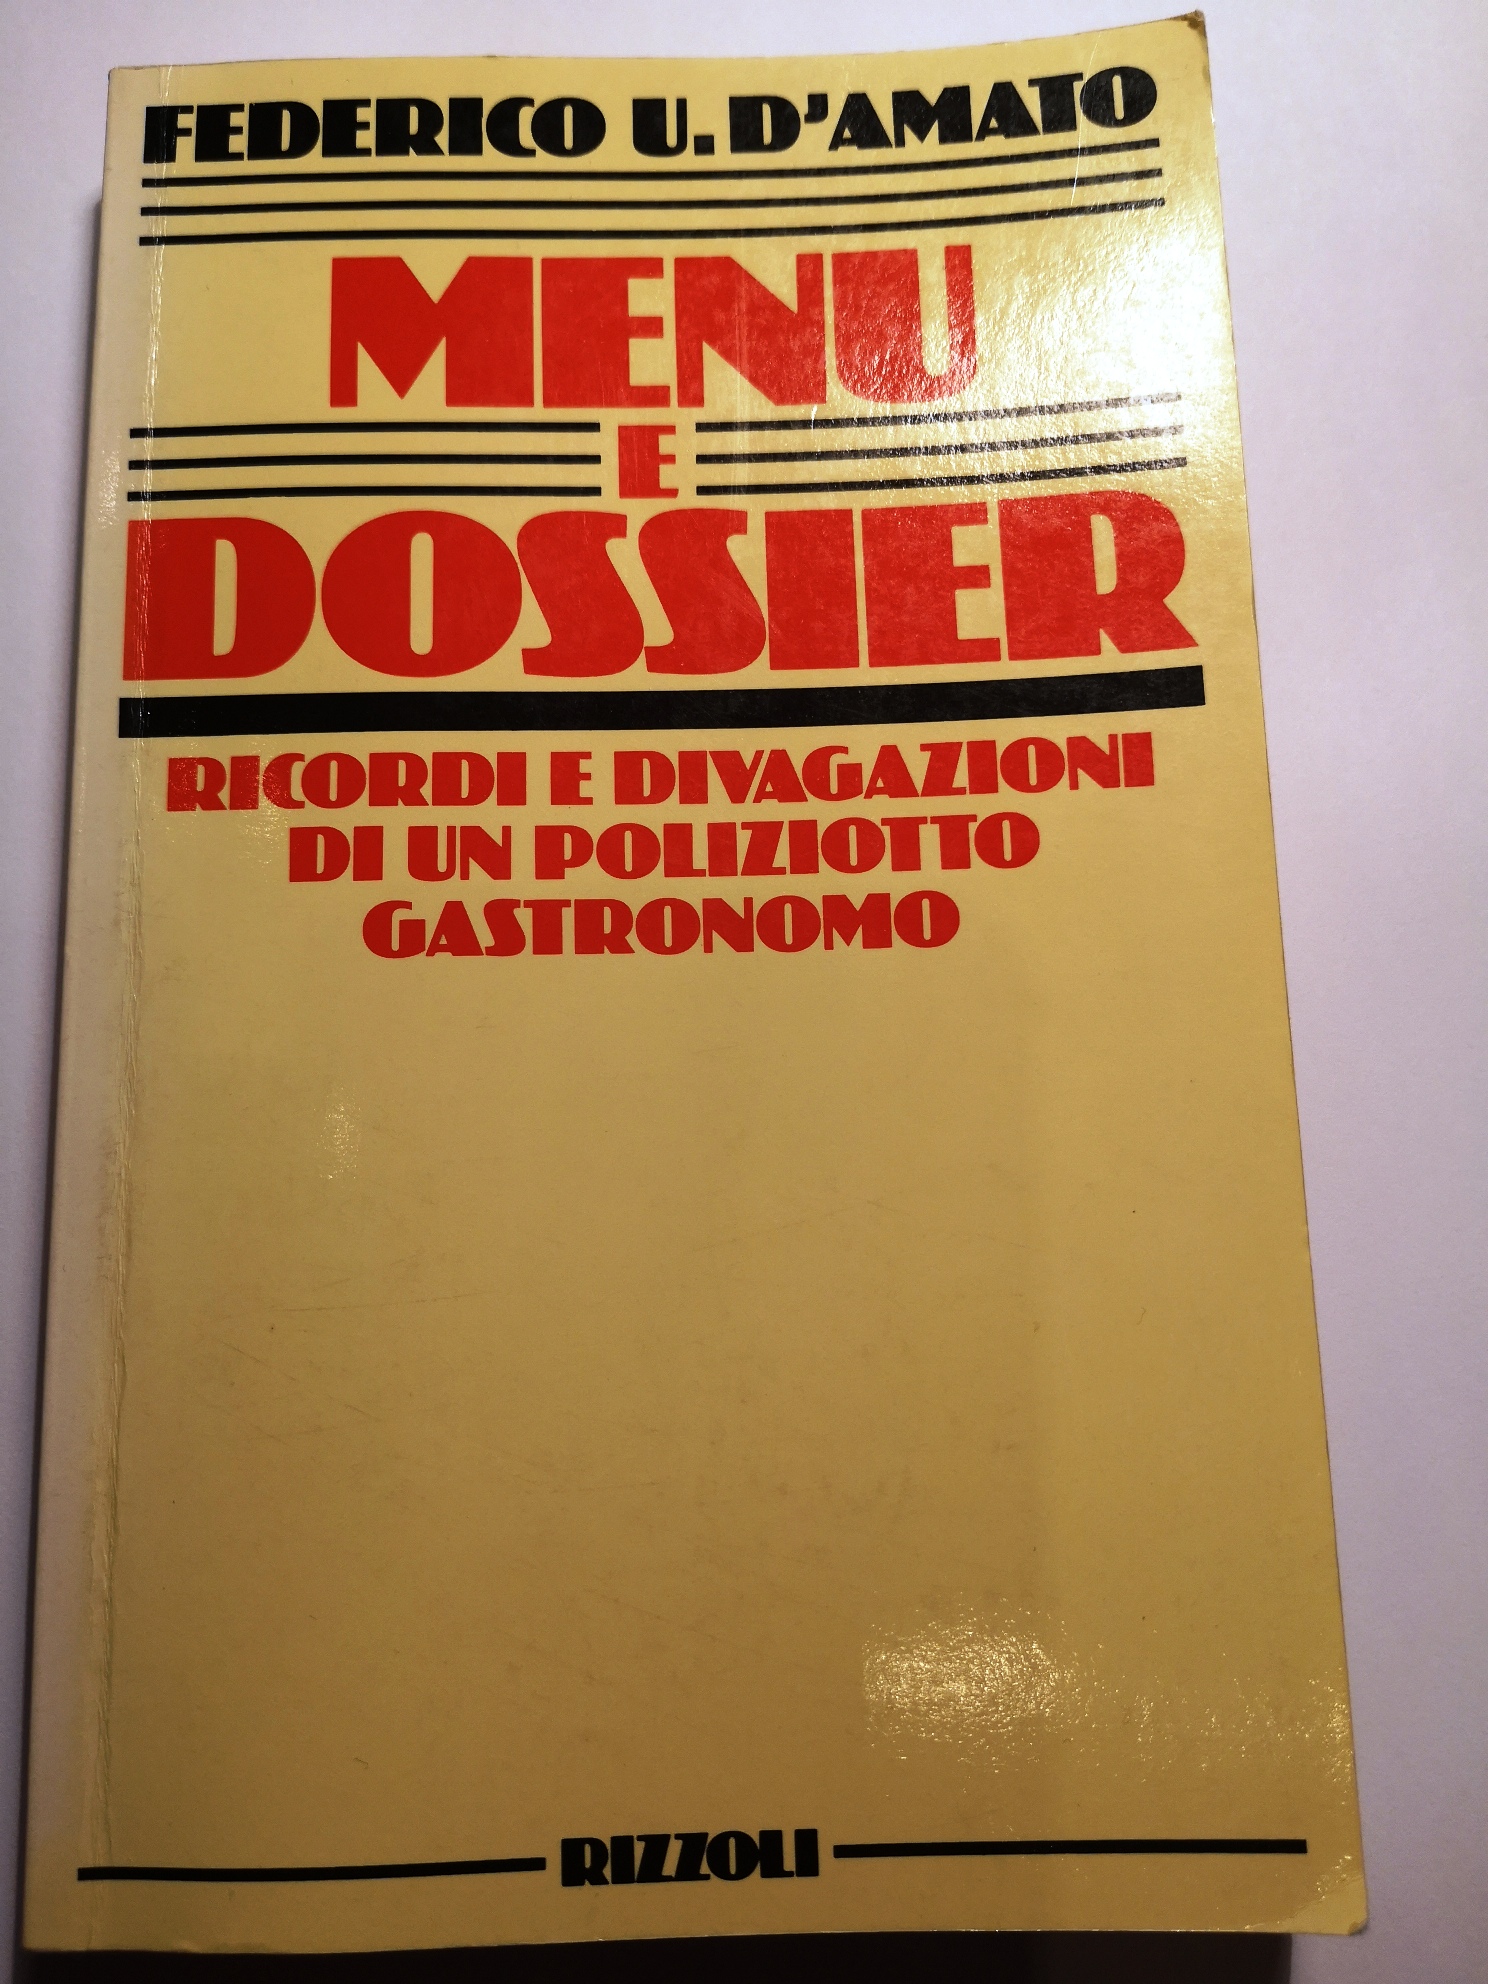 FEDERICO U. D'AMATO
MENU
E
DOSSIER
RICORDI E DIVAGAZIONI
DI UN POLIZIOTTO
GASTRONOMO
RIZZOLI